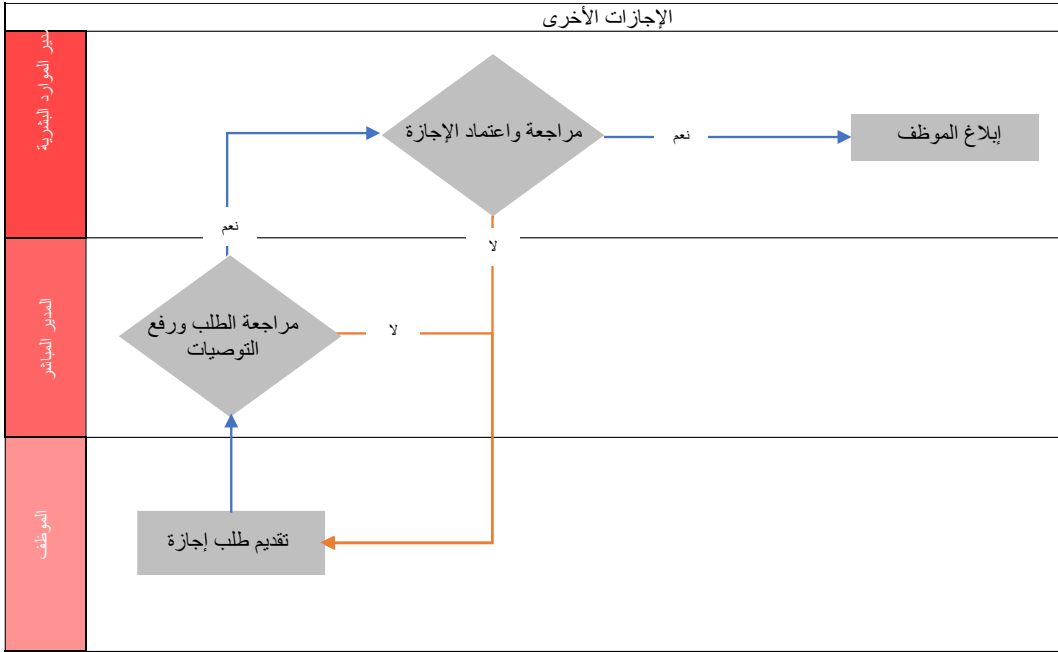 الإجازات الأخرى
مدير الموارد البشرية
مراجعة واعتماد الإجازة
نعم
إبلاغ الموظف
نعم
لا
المدير المباشر
مراجعة الطلب ورفع
التوصيات
لا
الموظف
تقديم طلب إجازة